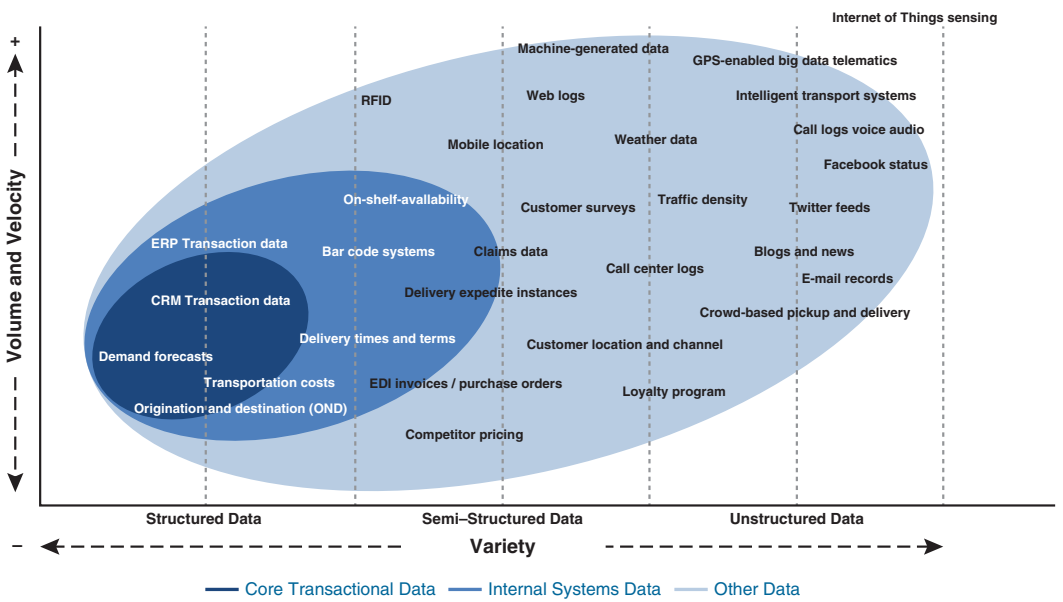 Internet of Things sensing
+
Machine-generated data
GPS-enabled big data telematics
RFID
Web logs
Intelligent transport systems
Call logs voice audio
Mobile location
Weather data
Facebook status
On-shelf-availability
Customer surveys
Traffic density
Twitter feeds
ERP Transaction data
Bar code systems
Claims data
Blogs and news
Call center logs
E-mail records
Delivery expedite instances
CRM Transaction data
Crowd-based pickup and delivery
Delivery times and terms
Customer location and channel
Demand forecasts
Transportation costs
EDI invoices / purchase orders
Loyalty program
Origination and destination (OND)
Competitor pricing
Volume and Velocity
Structured Data
Semi–Structured Data
Unstructured Data
–
Variety
Core Transactional Data
Internal Systems Data
Other Data